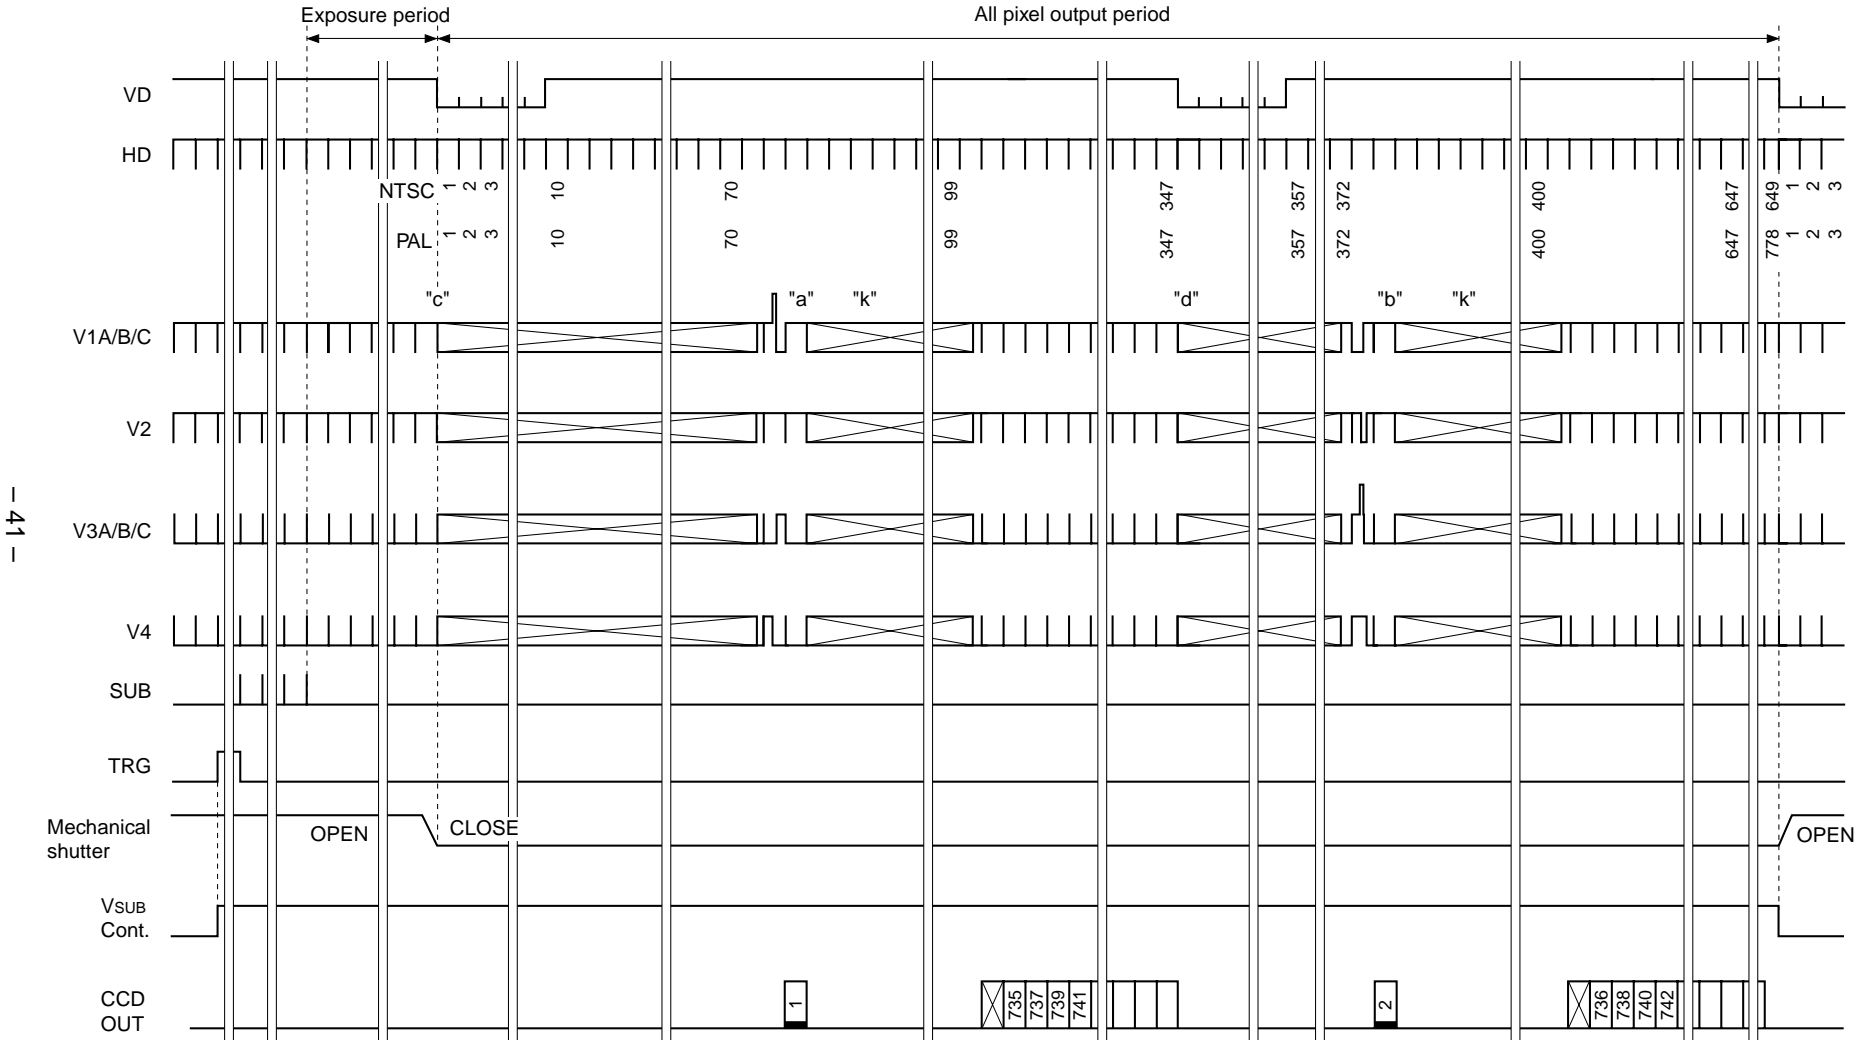 Exposure period
All pixel output period
VD
HD
NTSC 1 2 3 10 70 99 347 357 372 400 647 649 1 2 3
PAL 1 2 3 10 70 99 347 357 372 400 647 778 1 2 3
"c" "a" "k" "d" "b" "k"
V1A/B/C
V2
– 41 –
V3A/B/C
V4
SUB
TRG
Mechanical
shutter
OPEN CLOSE OPEN
VSUB
Cont.
CCD
OUT
1 735 737 739 741 2 736 738 740 742